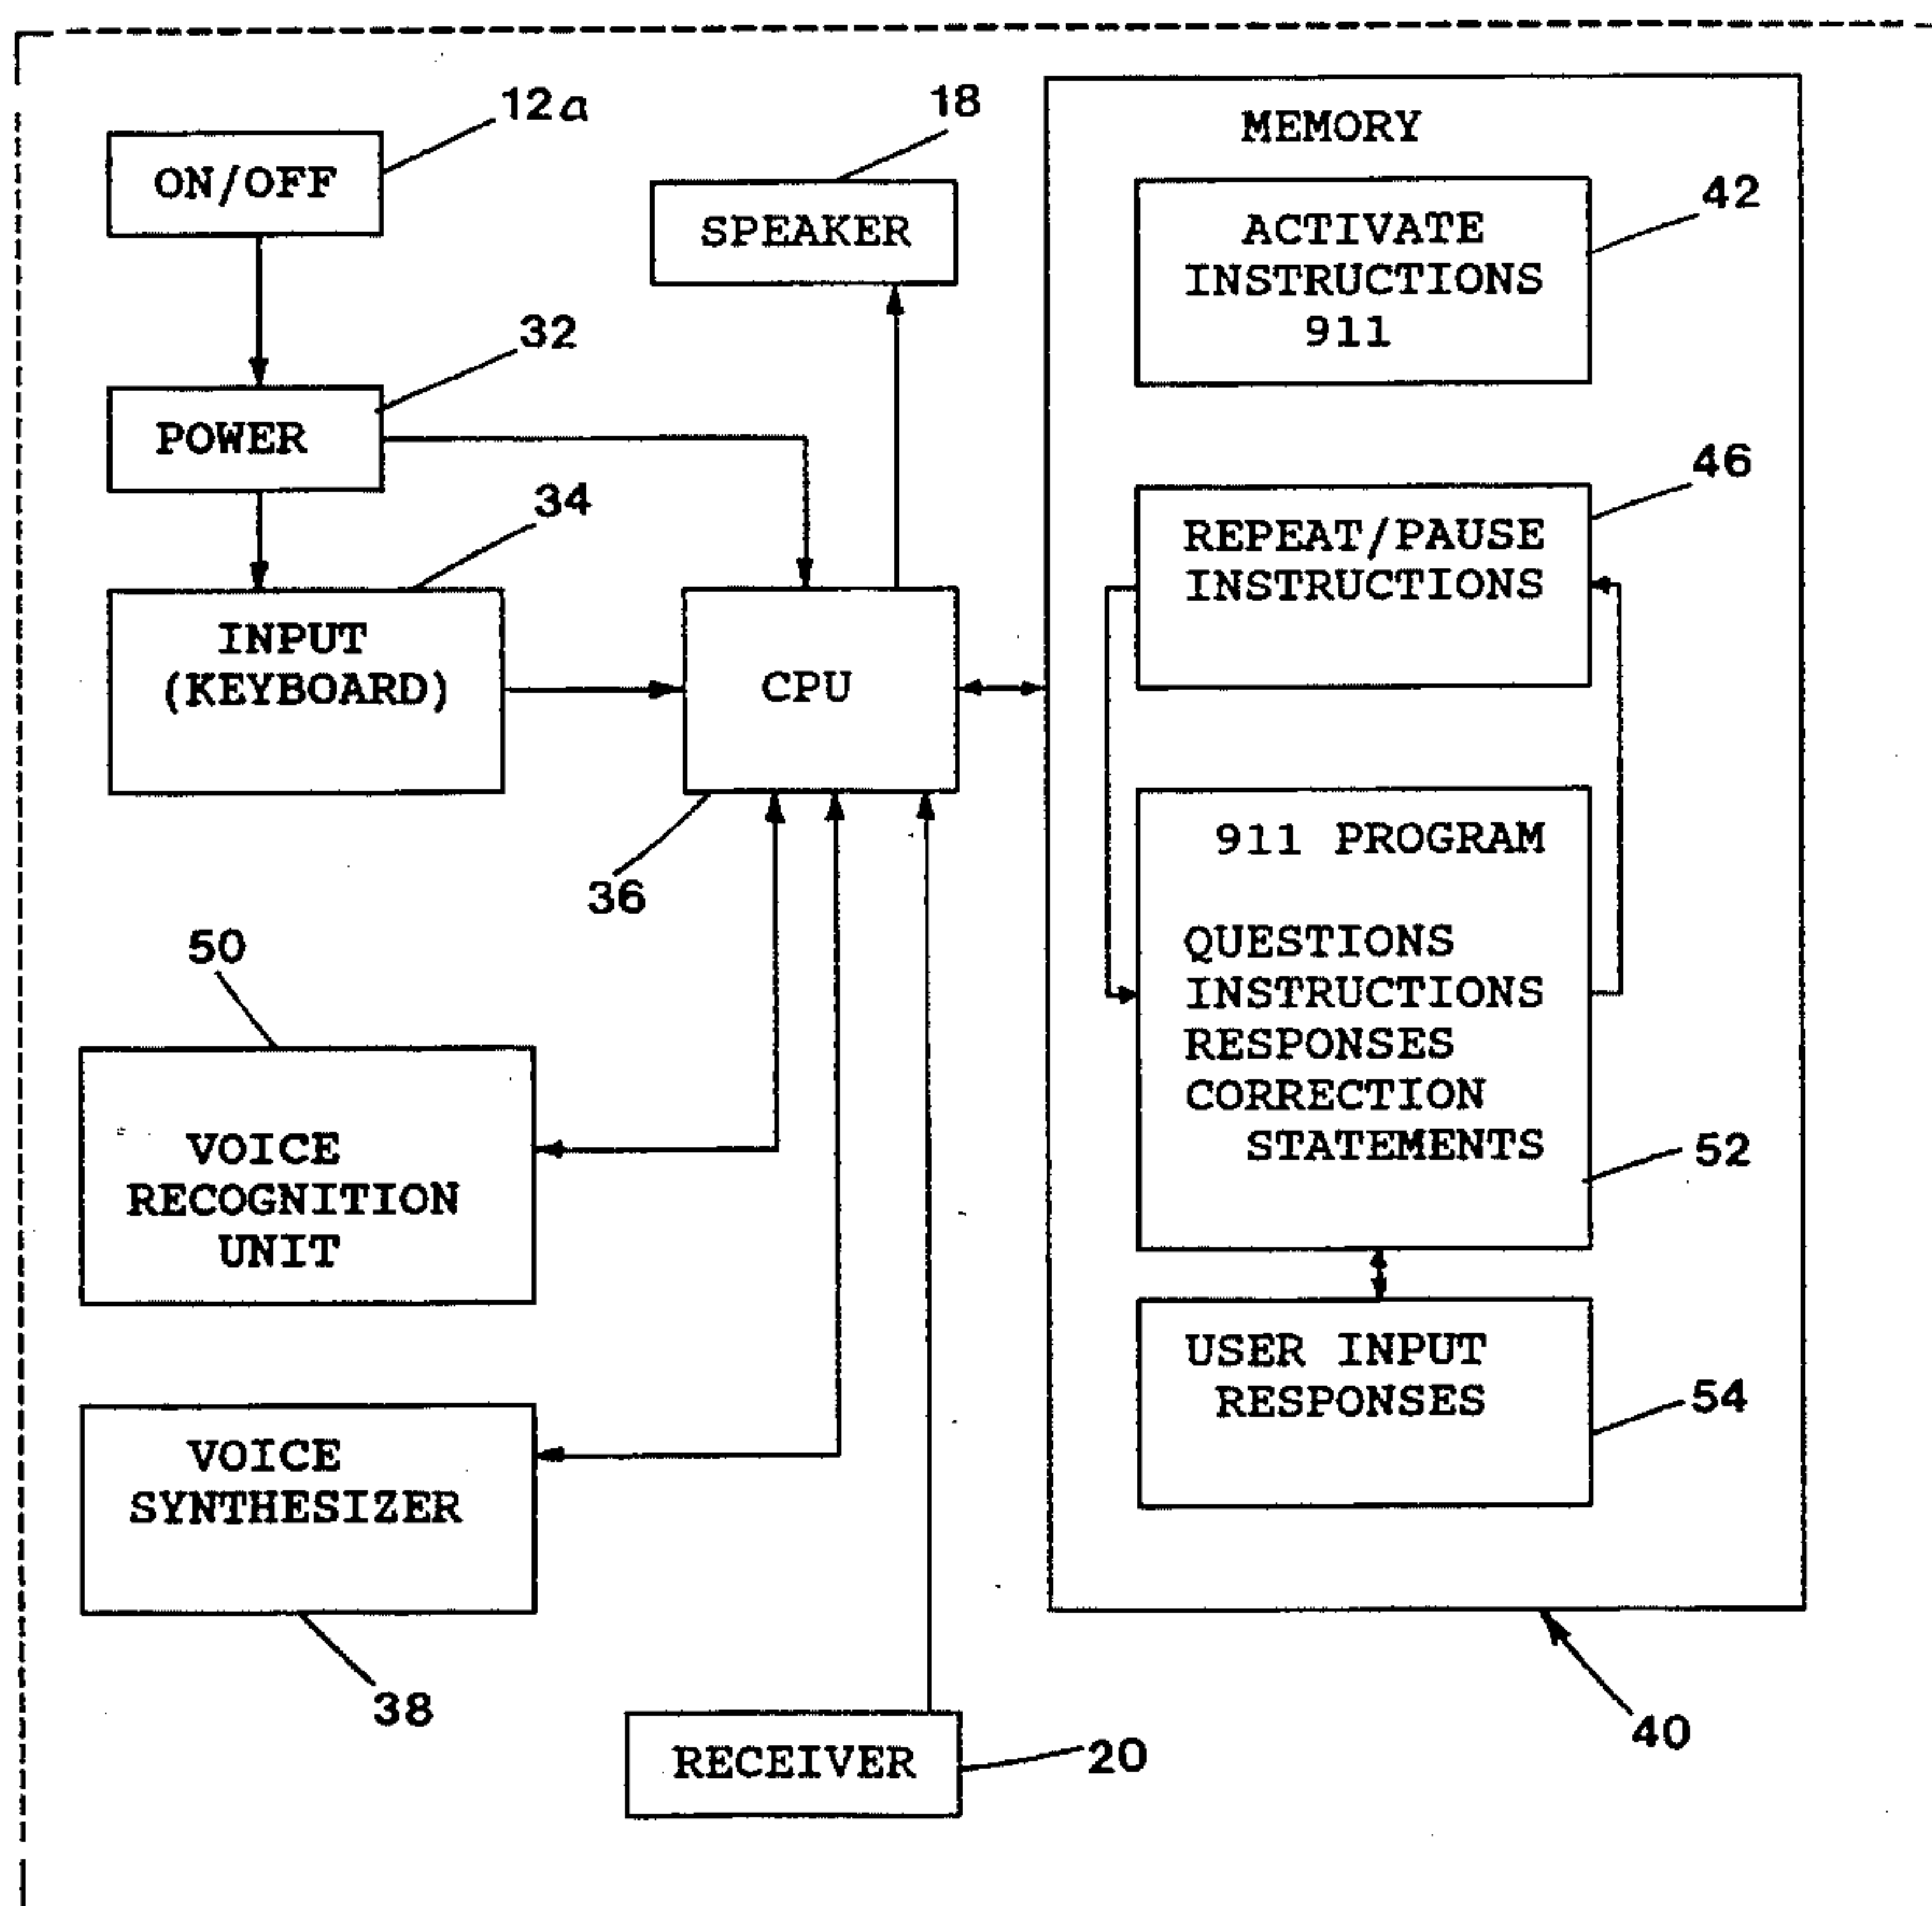 12a
ON/OFF
18
SPEAKER
32
POWER
34
INPUT
(KEYBOARD)
CPU
36
50
VOICE
RECOGNITION
UNIT
VOICE
SYNTHESIZER
38
RECEIVER
20
MEMORY
ACTIVATE
INSTRUCTIONS
911
42
46
REPEAT/PAUSE
INSTRUCTIONS
911 PROGRAM
QUESTIONS
INSTRUCTIONS
RESPONSES
CORRECTION
STATEMENTS
52
USER INPUT
RESPONSES
54
40